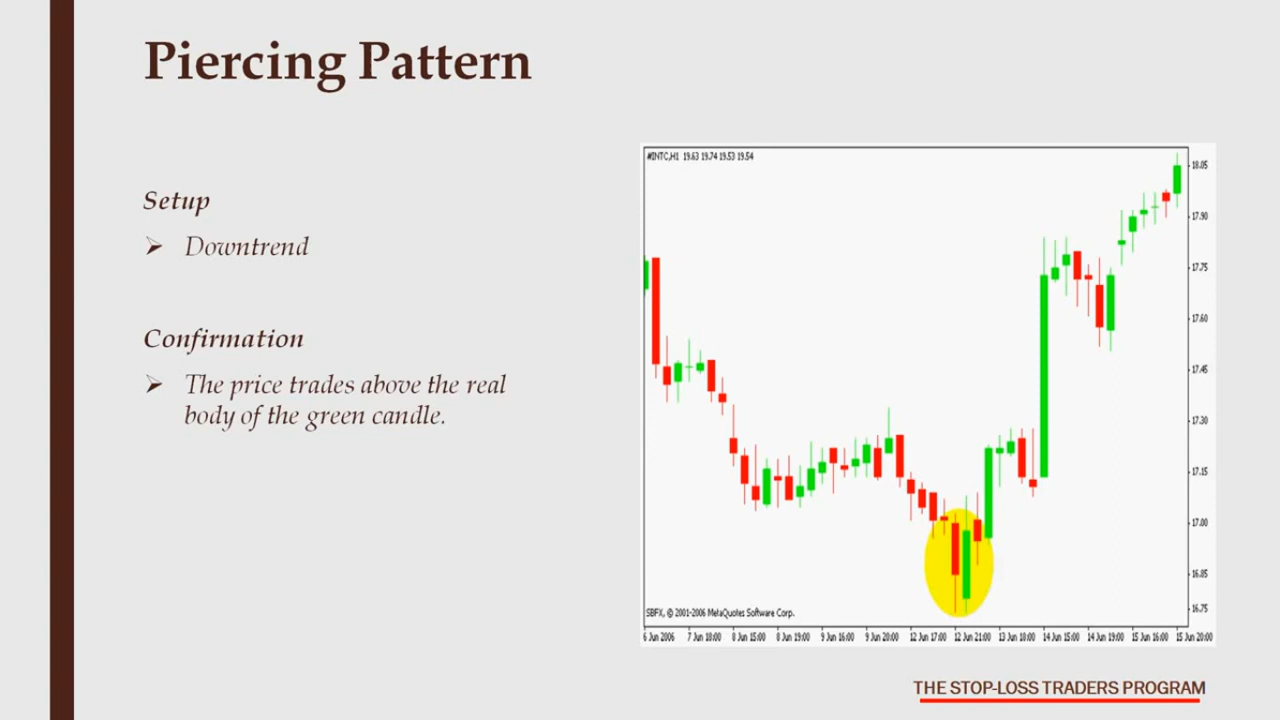 Piercing Pattern
Setup
➢ Downtrend
Confirmation
➢ The price trades above the real
body of the green candle.
#INTC,H1 19.63 19.74 19.53 19.54
18.05
17.90
17.75
17.60
17.45
17.30
17.15
17.00
16.85
16.75
SBFX, © 2001-2006 MetaQuotes Software Corp.
6 Jun 2006 7 Jun 18:00 8 Jun 15:00 8 Jun 19:00 9 Jun 16:00 9 Jun 20:00 12 Jun 17:00 12 Jun 21:00 13 Jun 18:00 14 Jun 15:00 14 Jun 19:00 15 Jun 16:00 15 Jun 20:00
THE STOP-LOSS TRADERS PROGRAM